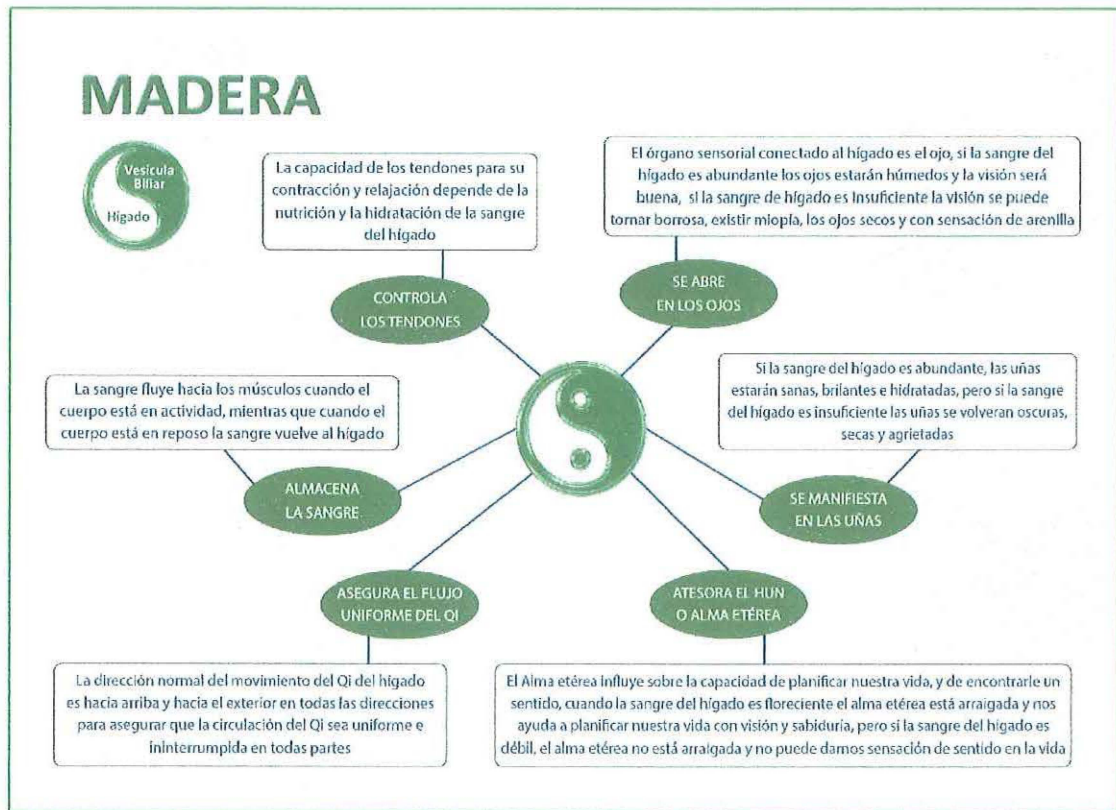 MADERA
Vesícula
Biliar
Hígado
La capacidad de los tendones para su
contracción y relajación depende de la
nutrición y la hidratación de la sangre
del hígado
El órgano sensorial conectado al hígado es el ojo, si la sangre del
hígado es abundante los ojos estarán húmedos y la visión será
buena, si la sangre de hígado es insuficiente la visión se puede
tornar borrosa, existir miopía, los ojos secos y con sensación de arenilla
CONTROLA
LOS TENDONES
SE ABRE
EN LOS OJOS
La sangre fluye hacia los músculos cuando el
cuerpo está en actividad, mientras que cuando el
cuerpo está en reposo la sangre vuelve al hígado
Si la sangre del hígado es abundante, las uñas
estarán sanas, brilantes e hidratadas, pero si la sangre
del hígado es insuficiente las uñas se volveran oscuras,
secas y agrietadas
ALMACENA
LA SANGRE
SE MANIFIESTA
EN LAS UÑAS
ASEGURA EL FLUJO
UNIFORME DEL QI
ATESORA EL HUN
O ALMA ETÉREA
La dirección normal del movimiento del Qi del hígado
es hacia arriba y hacia el exterior en todas las direcciones
para asegurar que la circulación del Qi sea uniforme e
ininterrumpida en todas partes
El Alma etérea influye sobre la capacidad de planificar nuestra vida, y de encontrarle un
sentido, cuando la sangre del hígado es floreciente el alma etérea está arraigada y nos
ayuda a planificar nuestra vida con visión y sabiduría, pero si la sangre del hígado es
débil, el alma etérea no está arraigada y no puede darnos sensación de sentido en la vida